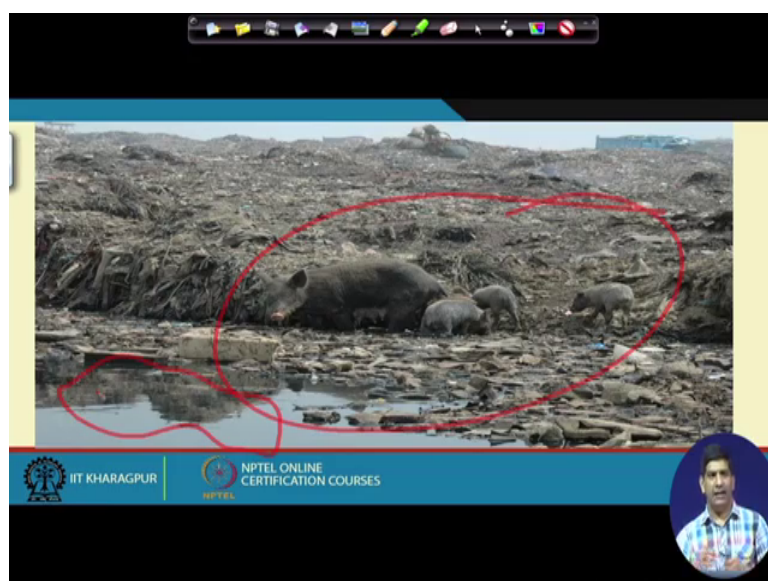 IIT KHARAGPUR
NPTEL
NPTEL ONLINE
CERTIFICATION COURSES